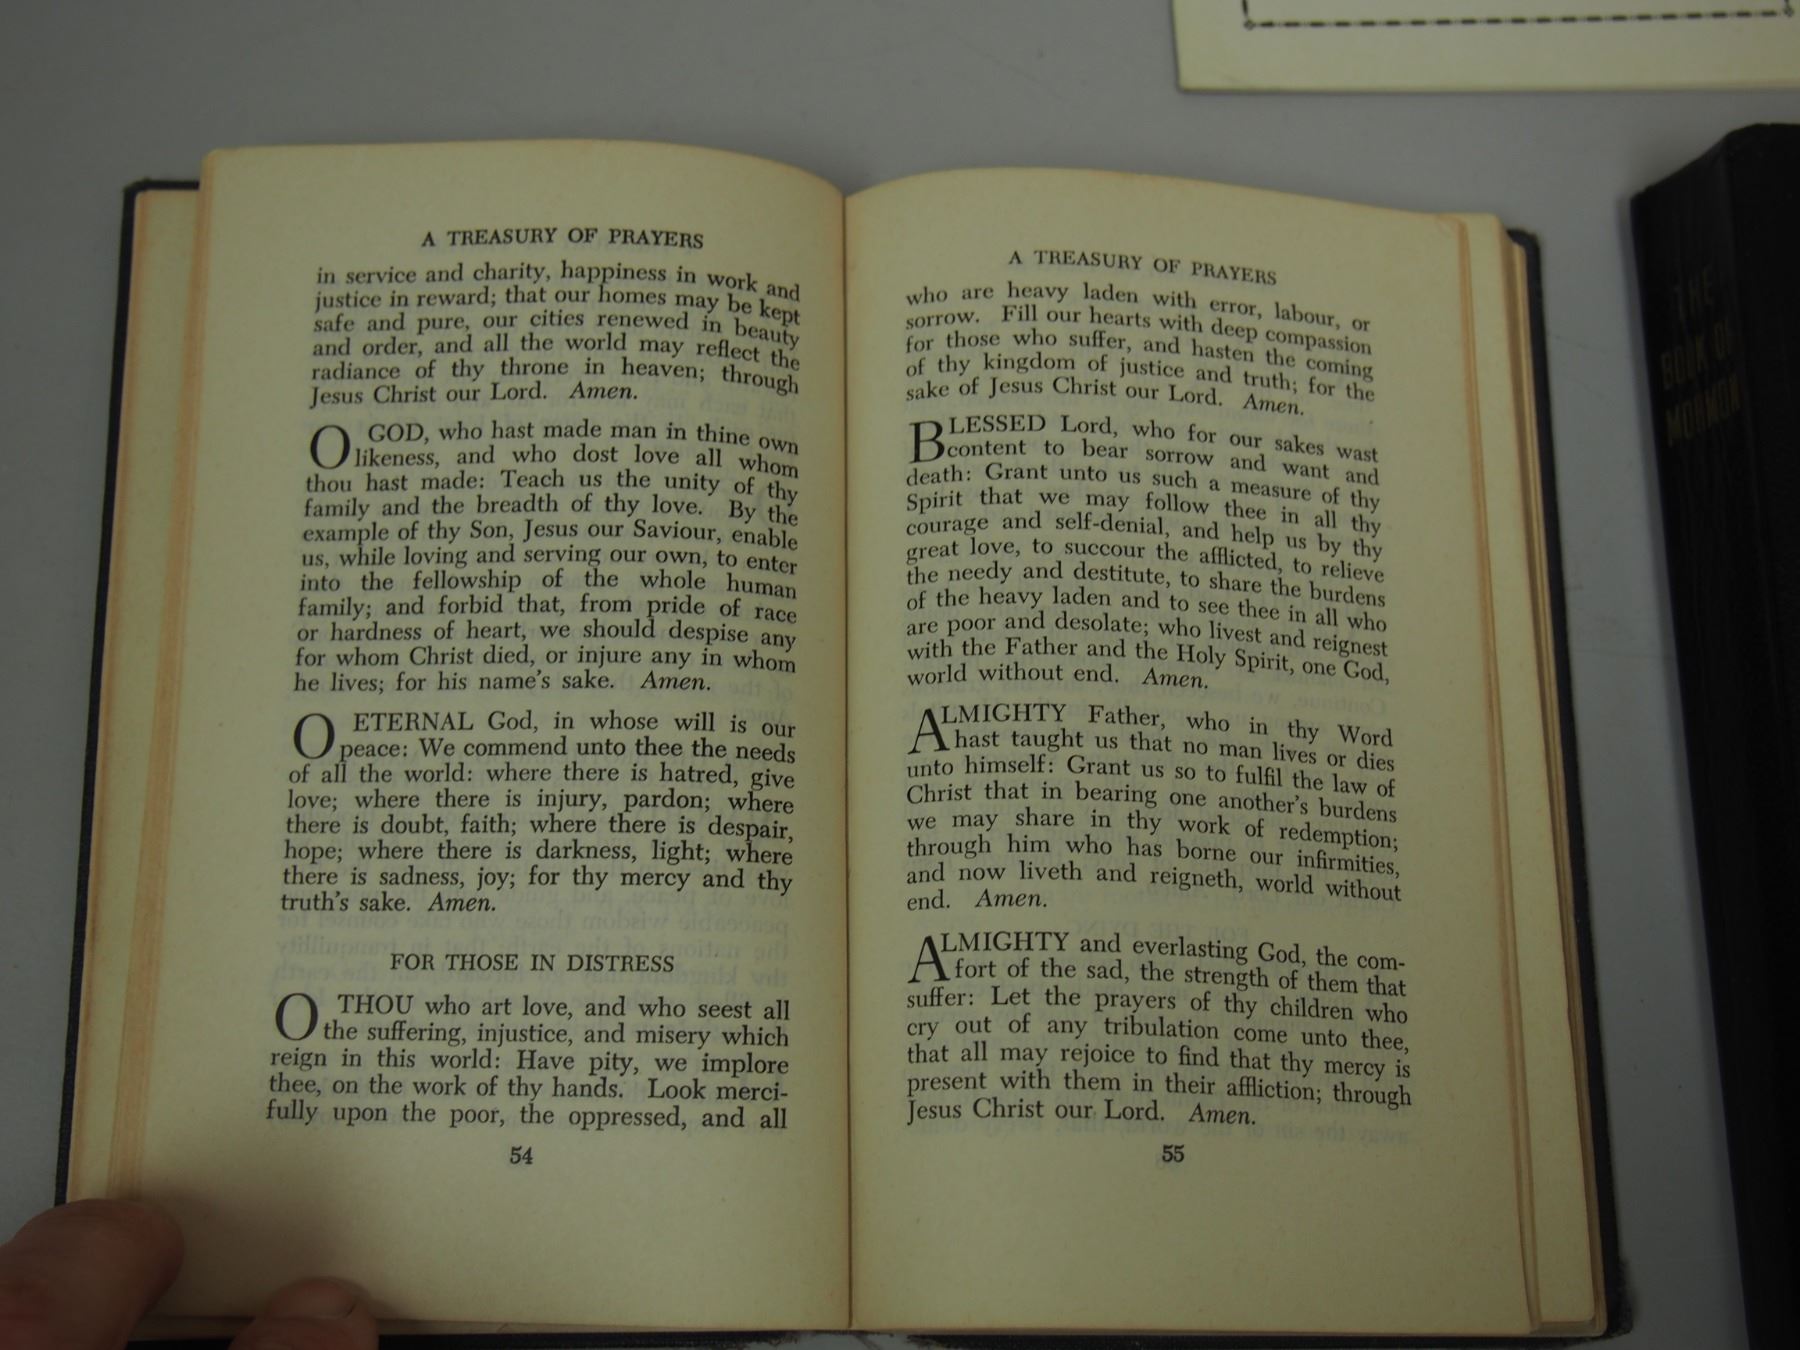 A TREASURY OF PRAYERS
in service and charity, happiness in work and
justice in reward; that our homes may be kept
safe and pure, our cities renewed in beauty
and order, and all the world may reflect the
radiance of thy throne in heaven; through
Jesus Christ our Lord. Amen.
O GOD, who hast made man in thine own
likeness, and who dost love all whom
thou hast made: Teach us the unity of thy
family and the breadth of thy love. By the
example of thy Son, Jesus our Saviour, enable
us, while loving and serving our own, to enter
into the fellowship of the whole human
family; and forbid that, from pride of race
or hardness of heart, we should despise any
for whom Christ died, or injure any in whom
he lives; for his name's sake. Amen.
O ETERNAL God, in whose will is our
peace: We commend unto thee the needs
of all the world: where there is hatred, give
love; where there is injury, pardon; where
there is doubt, faith; where there is despair,
hope; where there is darkness, light; where
there is sadness, joy; for thy mercy and thy
truth's sake. Amen.
FOR THOSE IN DISTRESS
O THOU who art love, and who seest all
the suffering, injustice, and misery which
reign in this world: Have pity, we implore
thee, on the work of thy hands. Look merci-
fully upon the poor, the oppressed, and all
54
A TREASURY OF PRAYERS
who are heavy laden with error, labour, or
sorrow. Fill our hearts with deep compassion
for those who suffer, and hasten the coming
of thy kingdom of justice and truth; for the
sake of Jesus Christ our Lord. Amen.
BLESSED Lord, who for our sakes wast
content to bear sorrow and want and
death: Grant unto us such a measure of thy
Spirit that we may follow thee in all thy
courage and self-denial, and help us by thy
great love, to succour the afflicted, to relieve
the needy and destitute, to share the burdens
of the heavy laden and to see thee in all who
are poor and desolate; who livest and reignest
with the Father and the Holy Spirit, one God,
world without end. Amen.
ALMIGHTY Father, who in thy Word
hast taught us that no man lives or dies
unto himself: Grant us so to fulfil the law of
Christ that in bearing one another's burdens
we may share in thy work of redemption;
through him who has borne our infirmities,
and now liveth and reigneth, world without
end. Amen.
ALMIGHTY and everlasting God, the com-
fort of the sad, the strength of them that
suffer: Let the prayers of thy children who
cry out of any tribulation come unto thee,
that all may rejoice to find that thy mercy is
present with them in their affliction; through
Jesus Christ our Lord. Amen.
55
THE
BOOK OF
MORMON